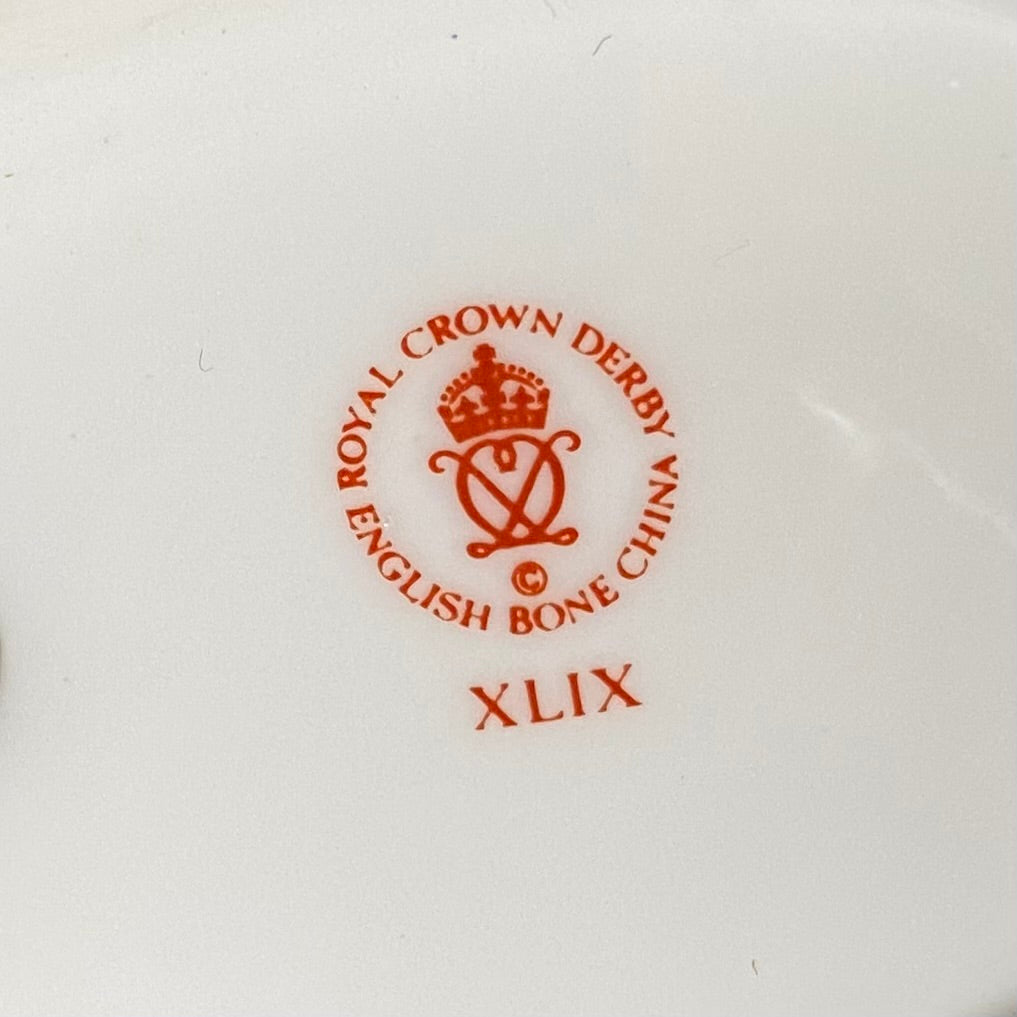 ROYAL CROWN DERBY
ENGLISH BONE CHINA
©
XLIX